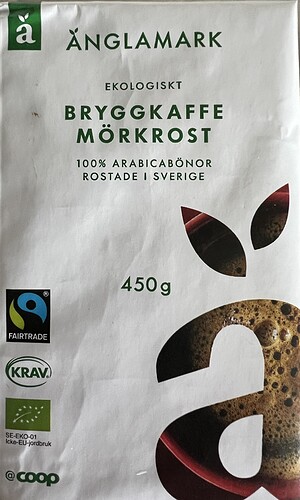 ä
ÄNGLAMARK
EKOLOGISKT
BRYGGKAFFE
MÖRKROST
100% ARABICABÖNOR
ROSTADE I SVERIGE
450g
ä
FAIRTRADE
®
KRAV
SE-EKO-01
Icke-EU-jordbruk
coop